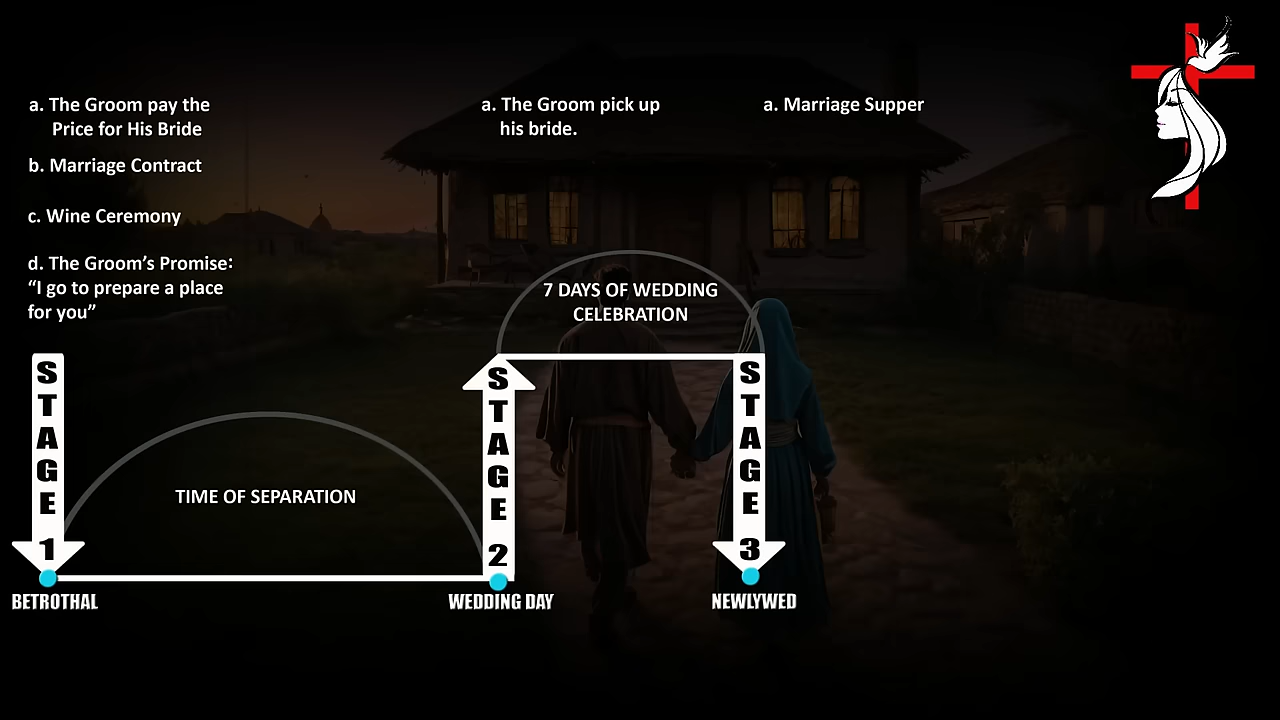 a. The Groom pay the
Price for His Bride
b. Marriage Contract
c. Wine Ceremony
d. The Groom’s Promise:
“I go to prepare a place
for you”
a. The Groom pick up
his bride.
a. Marriage Supper
7 DAYS OF WEDDING
CELEBRATION
STAGE 1
TIME OF SEPARATION
STAGE 2
STAGE 3
BETROTHAL
WEDDING DAY
NEWLYWED